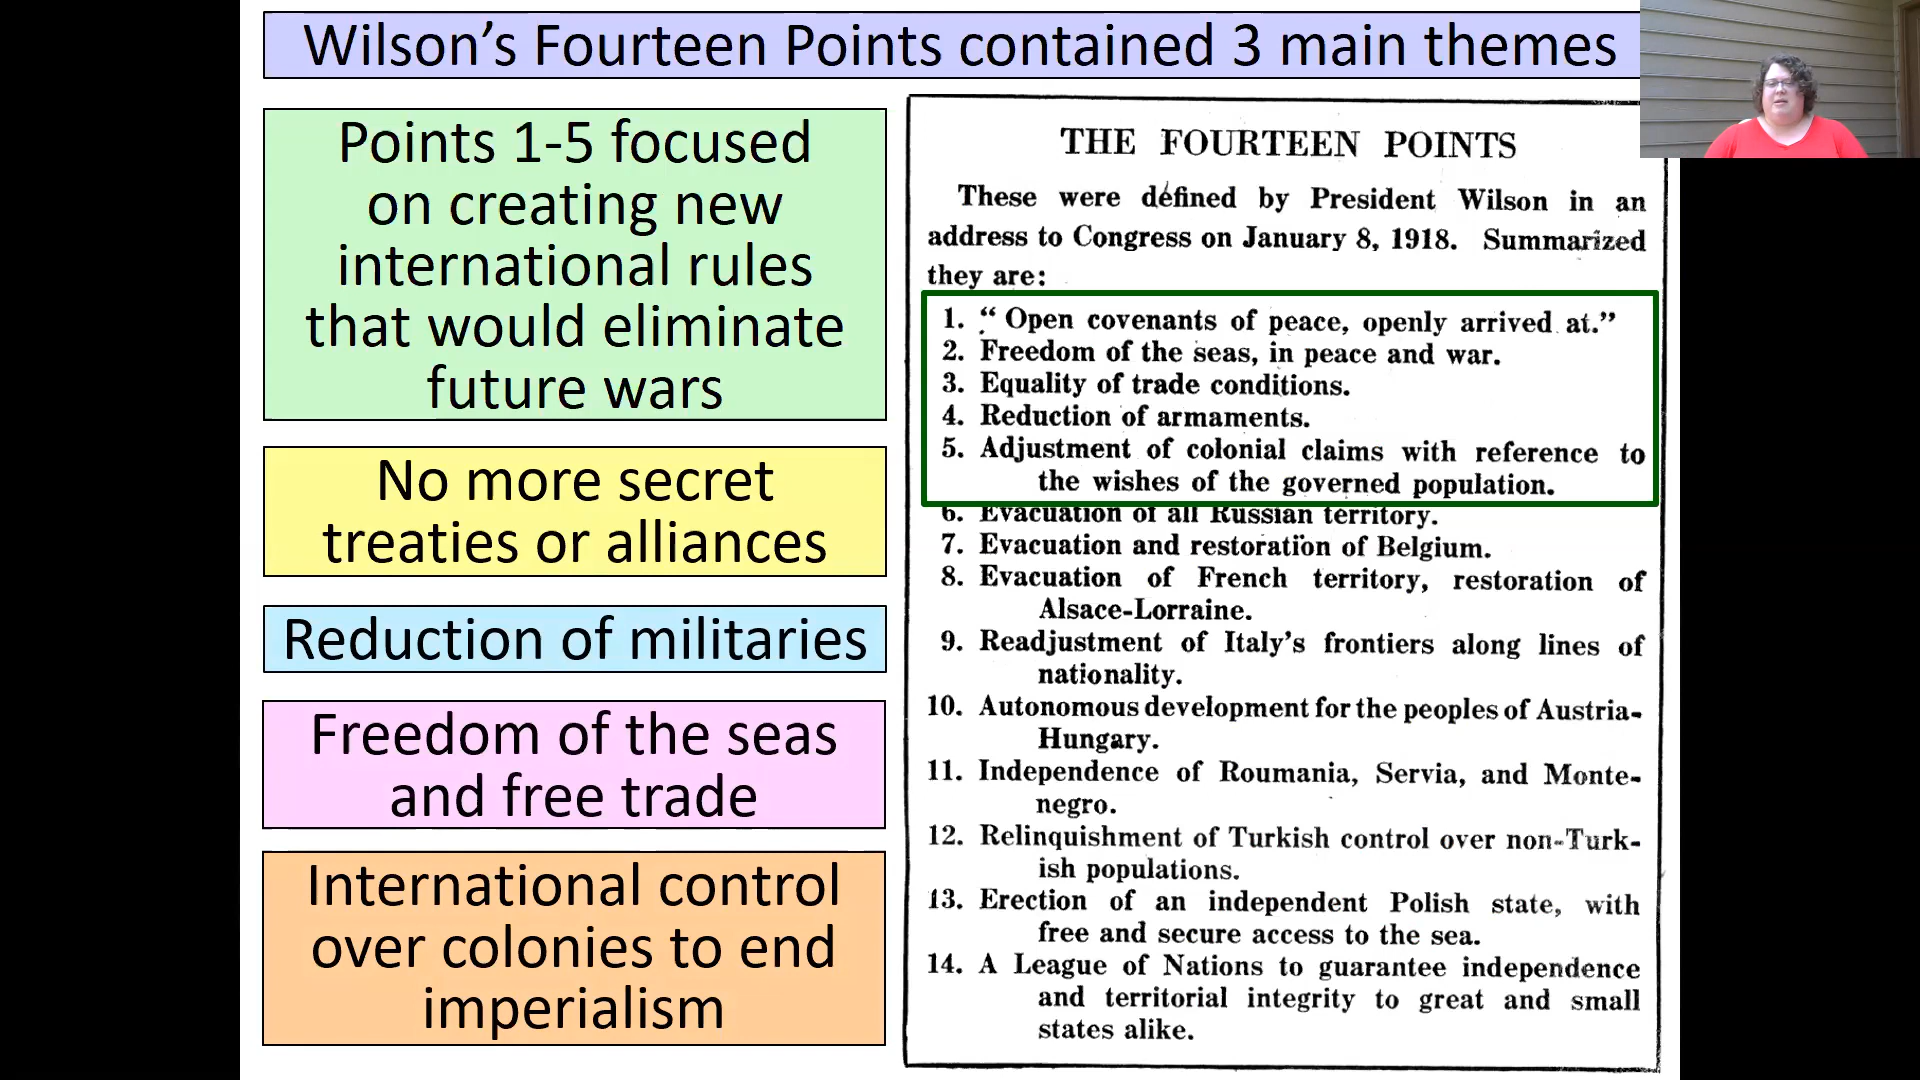 Wilson’s Fourteen Points contained 3 main themes
Points 1-5 focused
on creating new
international rules
that would eliminate
future wars
No more secret
treaties or alliances
Reduction of militaries
Freedom of the seas
and free trade
International control
over colonies to end
imperialism
THE FOURTEEN POINTS
These were defined by President Wilson in an
address to Congress on January 8, 1918. Summarized
they are:
1. “ Open covenants of peace, openly arrived at.”
2. Freedom of the seas, in peace and war.
3. Equality of trade conditions.
4. Reduction of armaments.
5. Adjustment of colonial claims with reference to
the wishes of the governed population.
6. Evacuation of all Russian territory.
7. Evacuation and restoration of Belgium.
8. Evacuation of French territory, restoration of
Alsace-Lorraine.
9. Readjustment of Italy’s frontiers along lines of
nationality.
10. Autonomous development for the peoples of Austria-
Hungary.
11. Independence of Roumania, Servia, and Monte-
negro.
12. Relinquishment of Turkish control over non-Turk-
ish populations.
13. Erection of an independent Polish state, with
free and secure access to the sea.
14. A League of Nations to guarantee independence
and territorial integrity to great and small
states alike.